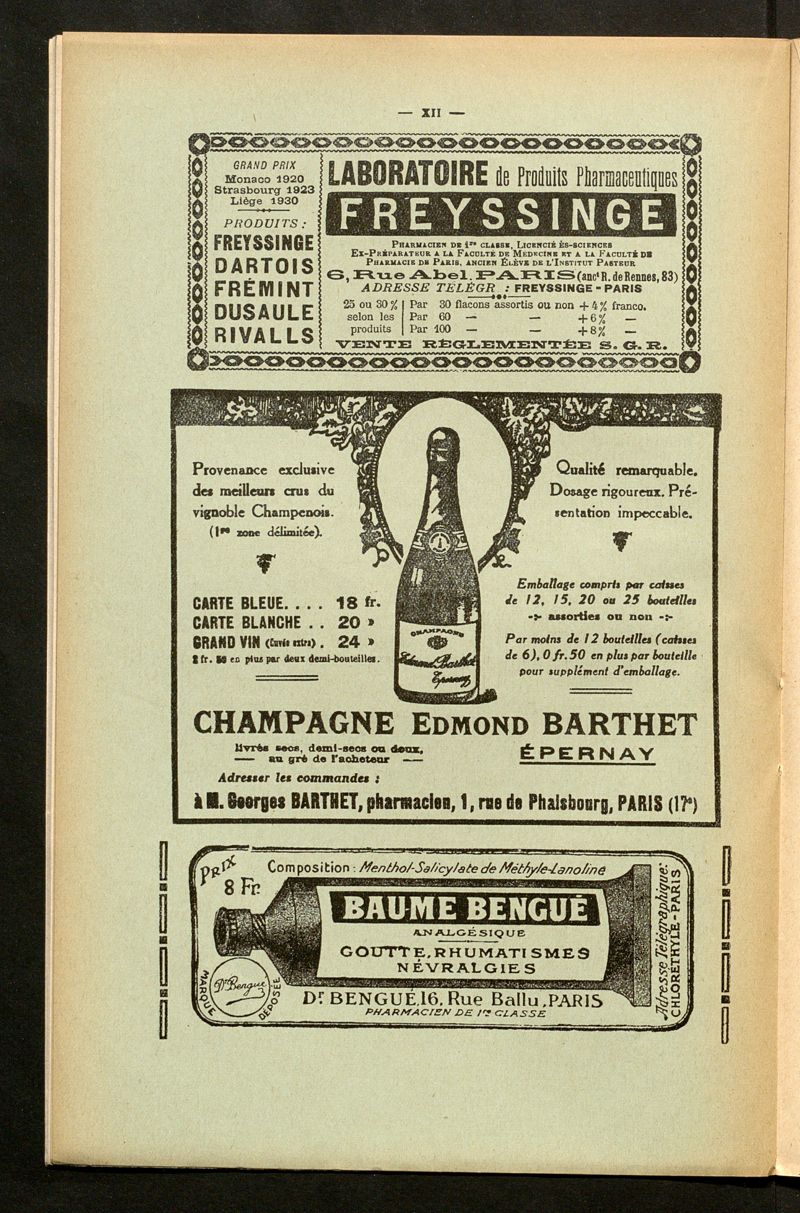 — XII —
GRAND PRIX
Monaco 1920
Strasbourg 1923
Liège 1930
PRODUITS :
FREYSSINGE
DARTOIS
FRÉMINT
DUSAULE
RIVALLS
LABORATOIRE de Produits Pharmaceutiques
FREYSSINGE
PHARMACIEN DE 1re CLASSE, LICENCIÉ ÈS-SCIENCES
EX-PRÉPARATEUR A LA FACULTÉ DE MEDECINE ET A LA FACULTÉ DE
PHARMACIE DE PARIS, ANCIEN ÉLÈVE DE L'INSTITUT PASTEUR
6, Rue Abel. PARIS (anct R. de Rennes, 83)
ADRESSE TELÉGR : FREYSSINGE - PARIS
25 ou 30 % | Par 30 flacons assortis ou non + 4 % franco.
selon les | Par 60 — — + 6 % —
produits | Par 100 — — + 8 % —
VENTE RÉGLEMENTÉE S. G. R.
Provenance exclusive
des meilleurs crus du
vignoble Champenois.
(1re zone délimitée).
CARTE BLEUE. . . . 18 fr.
CARTE BLANCHE . . 20 »
GRAND VIN (Cuvée extra) . 24 »
2 fr. 50 en plus par deux demi-bouteilles.
CHAMPAGNE
Edmond Barthet
Epernay
Qualité remarquable.
Dosage rigoureux. Pré-
sentation impeccable.
Emballage compris par caisses
de 12, 15, 20 ou 25 bouteilles
-:- assorties ou non -:-
Par moins de 12 bouteilles (caisses
de 6), 0 fr. 50 en plus par bouteille
pour supplément d'emballage.
CHAMPAGNE EDMOND BARTHET
livrés secs, demi-secs ou doux,
— au gré de l'acheteur —
ÉPERNAY
Adresser les commandes :
à M. Georges BARTHET, pharmacien, 1, rue de Phalsbourg, PARIS (17e)
PRIX
8 Fr.
Composition : Menthol-Salicylate de Méthyle-Lanoline
BAUME BENGUÉ
ANALGÉSIQUE
GOUTTE, RHUMATISMES
NÉVRALGIES
MARQUE DÉPOSÉE
Dr Bengué
Dr BENGUÉ, 16, Rue Ballu, PARIS
PHARMACIEN DE 1re CLASSE
Adresse Télégraphique:
CHLORÉTHYLE-PARIS